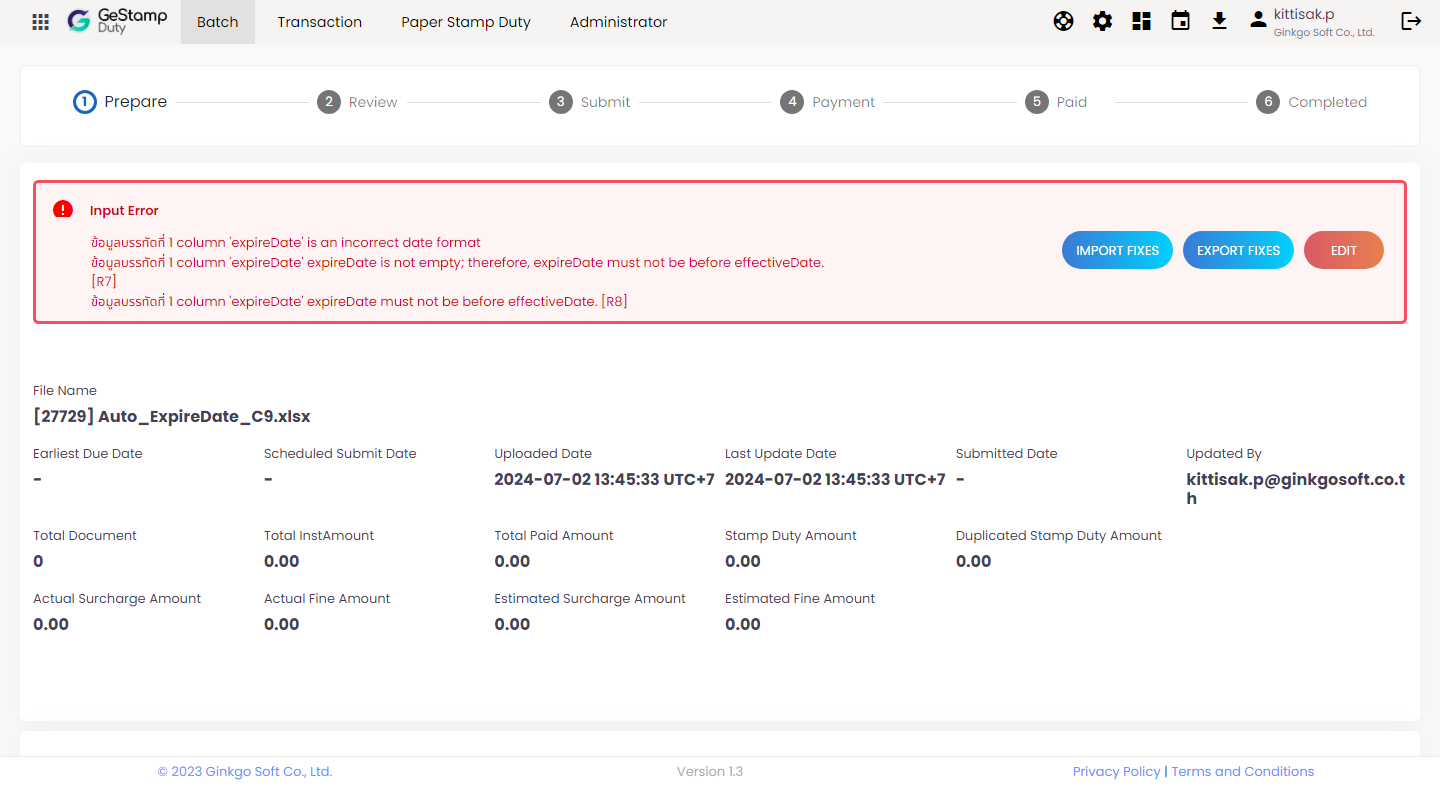 GeStamp
Duty
Batch
Transaction
Paper Stamp Duty
Administrator
kittisak.p
Ginkgo Soft Co., Ltd.
1 Prepare
2 Review
3 Submit
4 Payment
5 Paid
6 Completed
Input Error
ข้อมูลบรรทัดที่ 1 column 'expireDate' is an incorrect date format
ข้อมูลบรรทัดที่ 1 column 'expireDate' expireDate is not empty; therefore, expireDate must not be before effectiveDate.
[R7]
ข้อมูลบรรทัดที่ 1 column 'expireDate' expireDate must not be before effectiveDate. [R8]
IMPORT FIXES
EXPORT FIXES
EDIT
File Name
[27729] Auto_ExpireDate_C9.xlsx
Earliest Due Date
-
Scheduled Submit Date
-
Uploaded Date
2024-07-02 13:45:33 UTC+7
Last Update Date
2024-07-02 13:45:33 UTC+7
Submitted Date
-
Updated By
kittisak.p@ginkgosoft.co.t
h
Total Document
0
Total InstAmount
0.00
Total Paid Amount
0.00
Stamp Duty Amount
0.00
Duplicated Stamp Duty Amount
0.00
Actual Surcharge Amount
0.00
Actual Fine Amount
0.00
Estimated Surcharge Amount
0.00
Estimated Fine Amount
0.00
© 2023 Ginkgo Soft Co., Ltd.
Version 1.3
Privacy Policy | Terms and Conditions